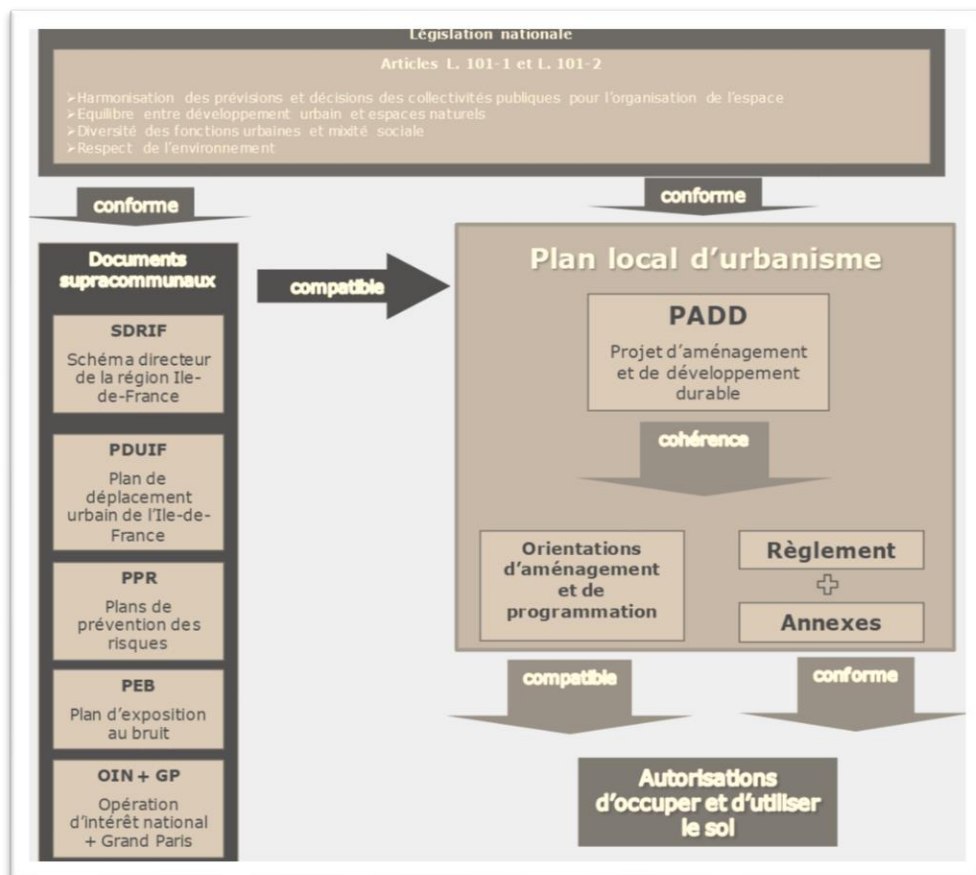 Législation nationale
Articles L. 101-1 et L. 101-2
➢Harmonisation des prévisions et décisions des collectivités publiques pour l'organisation de l'espace
➢Equilibre entre développement urbain et espaces naturels
➢Diversité des fonctions urbaines et mixité sociale
➢Respect de l'environnement
conforme
conforme
Documents
supracommunaux
SDRIF
Schéma directeur
de la région Ile-
de-France
PDUIF
Plan de
déplacement
urbain de l'Ile-de-
France
PPR
Plans de
prévention des
risques
PEB
Plan d'exposition
au bruit
OIN + GP
Opération
d'intérêt national
+ Grand Paris
compatible
Plan local d'urbanisme
PADD
Projet d'aménagement
et de développement
durable
cohérence
Orientations
d'aménagement
et de
programmation
Règlement
Annexes
compatible
conforme
Autorisations
d'occuper et d'utiliser
le sol